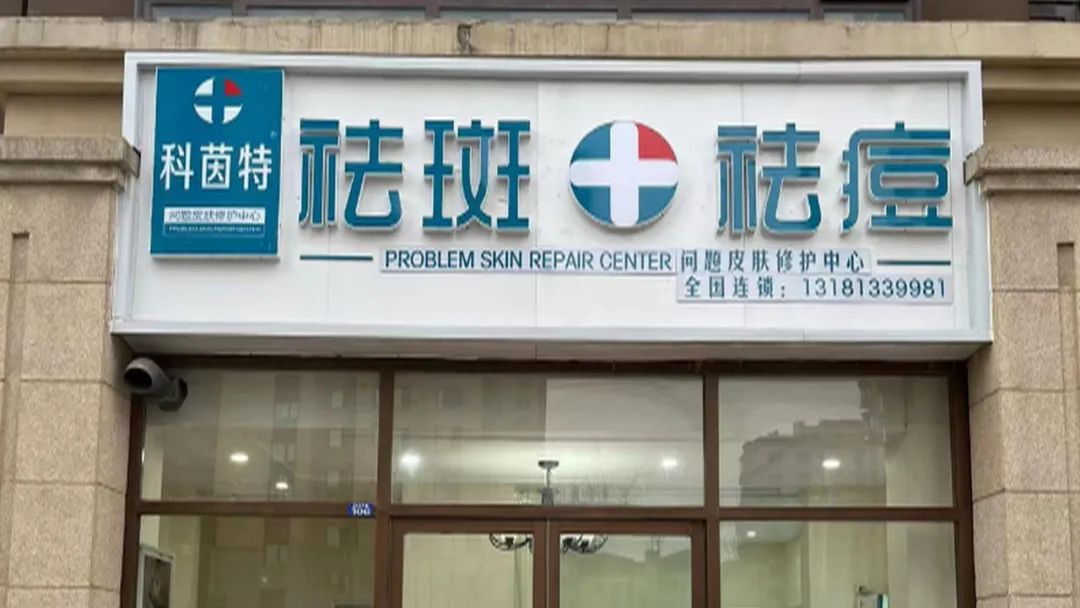 科茵特
问题皮肤修护中心
PROBLEM SKIN REPAIR CENTER
祛斑 祛痘
PROBLEM SKIN REPAIR CENTER 问题皮肤修护中心
全国连锁：13181339981
106